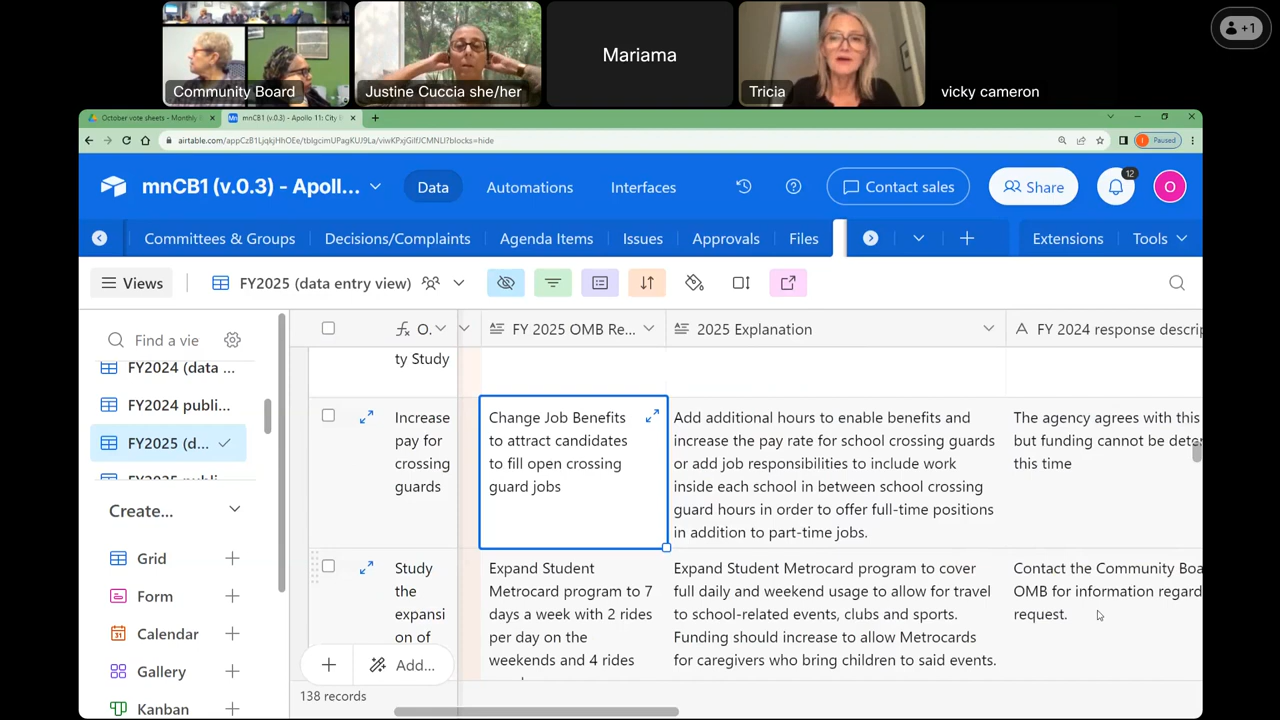 +1
Community Board
Justine Cuccia she/her
Mariama
Tricia
vicky cameron
October vote sheets - Monthly
mnCB1 (v.0.3) - Apollo 11: City
airtable.com/appCzB1LjqkjHhOEe/tblgcimUPagKUJ9La/viwKPxjGilfJCMNLI?blocks=hide
Paused
mnCB1 (v.0.3) - Apoll...
Data
Automations
Interfaces
Contact sales
Share
12
O
Committees & Groups
Decisions/Complaints
Agenda Items
Issues
Approvals
Files
Extensions
Tools
Views
FY2025 (data entry view)
Find a vie
FY2024 (data ...
FY2024 publi...
FY2025 (d...
Create...
Grid
Form
Calendar
Gallery
Kanban
O.
FY 2025 OMB Re...
2025 Explanation
FY 2024 response descrip
ty Study
Increase
pay for
crossing
guards
Change Job Benefits
to attract candidates
to fill open crossing
guard jobs
Add additional hours to enable benefits and
increase the pay rate for school crossing guards
or add job responsibilities to include work
inside each school in between school crossing
guard hours in order to offer full-time positions
in addition to part-time jobs.
The agency agrees with this
but funding cannot be dete
this time
Study
the
expansi
on of
Expand Student
Metrocard program to 7
days a week with 2 rides
per day on the
weekends and 4 rides
Expand Student Metrocard program to cover
full daily and weekend usage to allow for travel
to school-related events, clubs and sports.
Funding should increase to allow Metrocards
for caregivers who bring children to said events.
Contact the Community Boa
OMB for information regard
request.
Add...
138 records